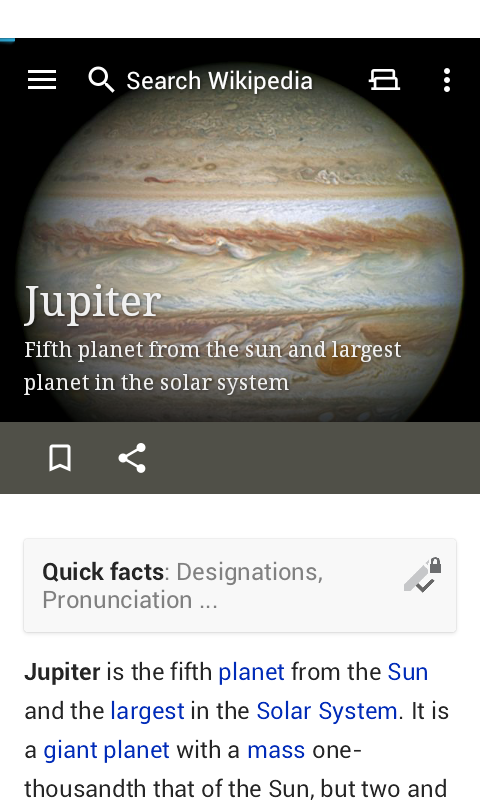 Search Wikipedia
Jupiter
Fifth planet from the sun and largest
planet in the solar system
Quick facts: Designations,
Pronunciation ...
Jupiter is the fifth planet from the Sun
and the largest in the Solar System. It is
a giant planet with a mass one-
thousandth that of the Sun, but two and